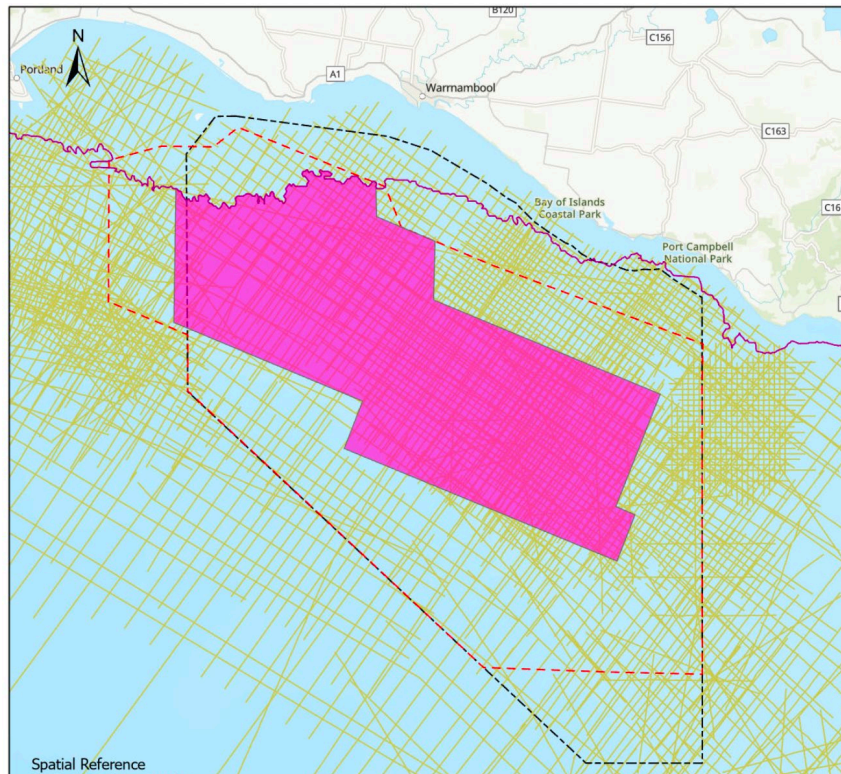 B120
C156
N
Portland
A1
Warrnambool
C163
C16
Bay of Islands
Coastal Park
Port Campbell
National Park
Spatial Reference